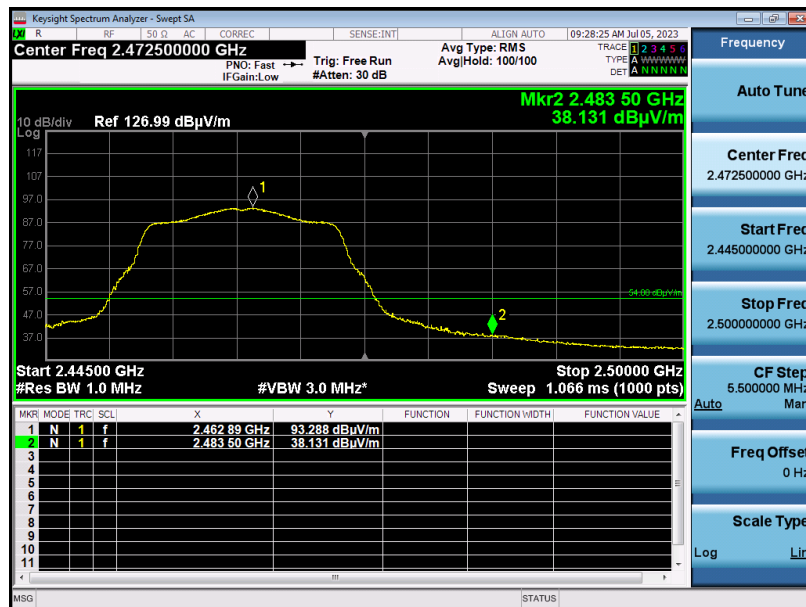 Keysight Spectrum Analyzer - Swept SA
LXI R RF 50 Ω AC CORREC SENSE:INT ALIGN AUTO 09:28:25 AM Jul 05, 2023
Center Freq 2.472500000 GHz
PNO: Fast
IFGain:Low
Trig: Free Run
#Atten: 30 dB
Avg Type: RMS
Avg|Hold: 100/100
TRACE 1 2 3 4 5 6
TYPE A WWWWW
DET A N N N N N
Mkr2 2.483 50 GHz
38.131 dBµV/m
10 dB/div Ref 126.99 dBµV/m
Log
117
107
97.0
87.0
77.0
67.0
57.0
47.0
37.0
1
54.00 dBµV/m
2
Start 2.44500 GHz Stop 2.50000 GHz
#Res BW 1.0 MHz #VBW 3.0 MHz* Sweep 1.066 ms (1000 pts)
MKR MODE TRC SCL X Y FUNCTION FUNCTION WIDTH FUNCTION VALUE
1 N 1 f 2.462 89 GHz 93.288 dBµV/m
2 N 1 f 2.483 50 GHz 38.131 dBµV/m
3
4
5
6
7
8
9
10
11
MSG STATUS
Frequency
Auto Tune
Center Freq
2.472500000 GHz
Start Freq
2.445000000 GHz
Stop Freq
2.500000000 GHz
CF Step
5.500000 MHz
Auto Man
Freq Offset
0 Hz
Scale Type
Log Lin